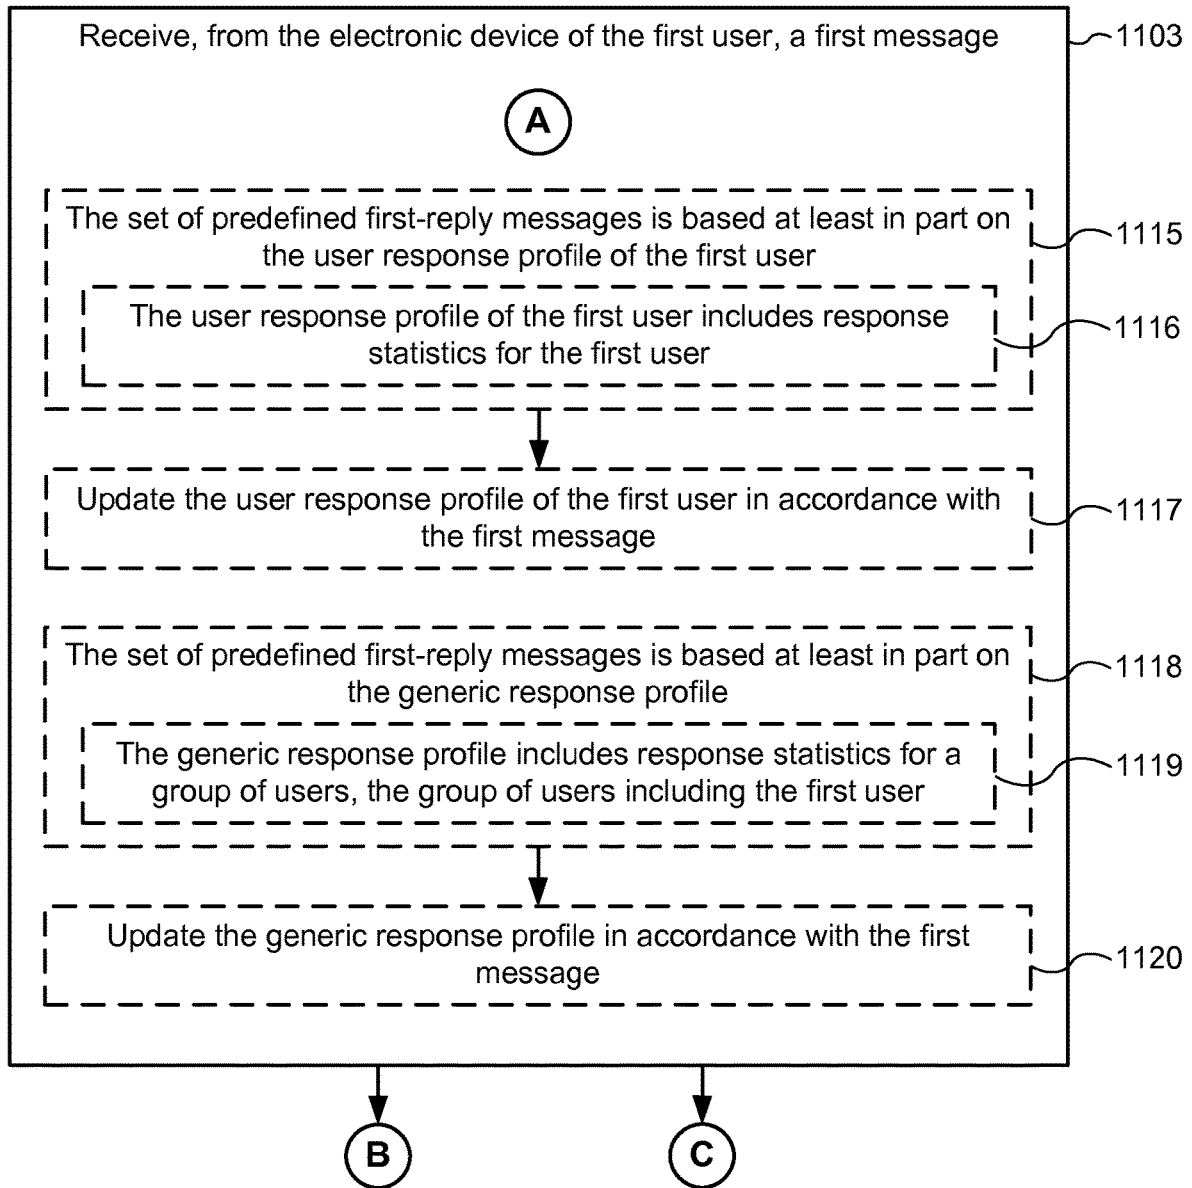 Receive, from the electronic device of the first user, a first message
1103
A
The set of predefined first-reply messages is based at least in part on
the user response profile of the first user
1115
The user response profile of the first user includes response
statistics for the first user
1116
Update the user response profile of the first user in accordance with
the first message
1117
The set of predefined first-reply messages is based at least in part on
the generic response profile
1118
The generic response profile includes response statistics for a
group of users, the group of users including the first user
1119
Update the generic response profile in accordance with the first
message
1120
B
C